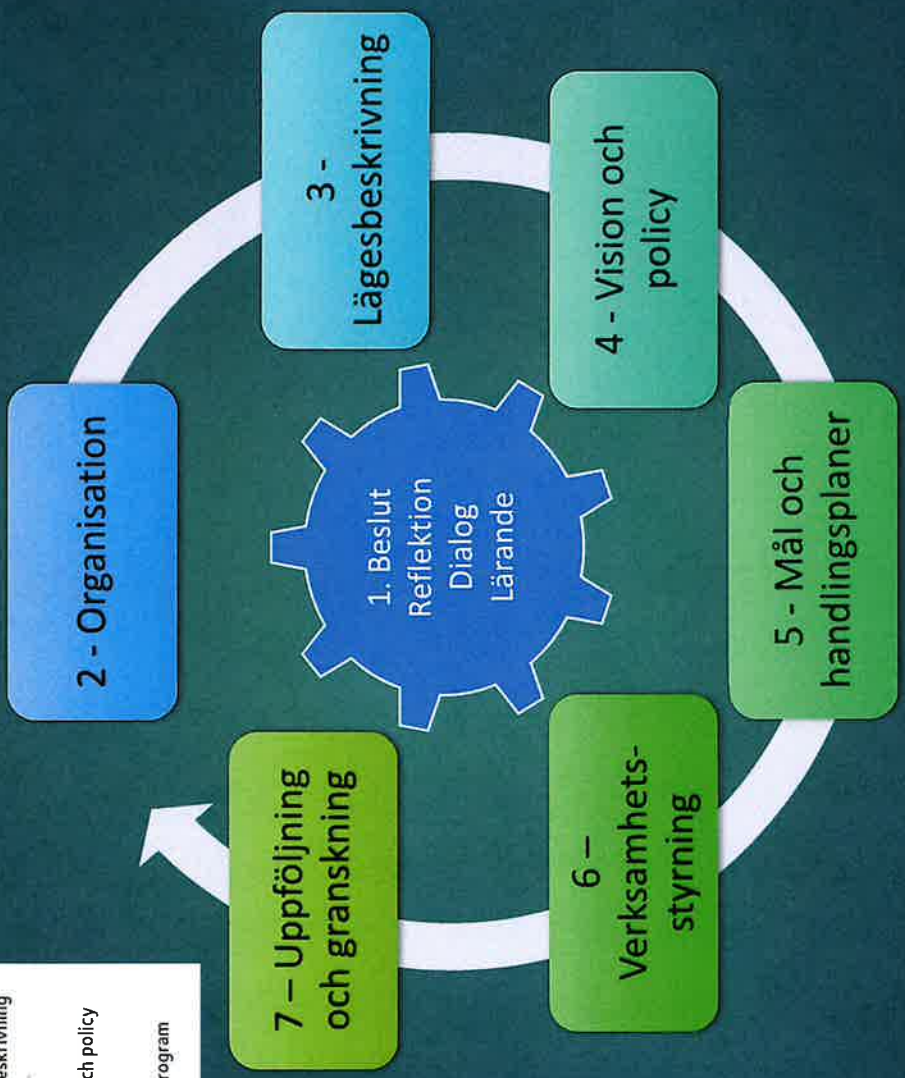 2 - Organisation
3 -
Lägesbeskrivning
4 - Vision och
policy
5 - Mål och
handlingsplaner
6 –
Verksamhets-
styrning
7 – Uppföljning
och granskning
1. Beslut
Reflektion
Dialog
Lärande
policy